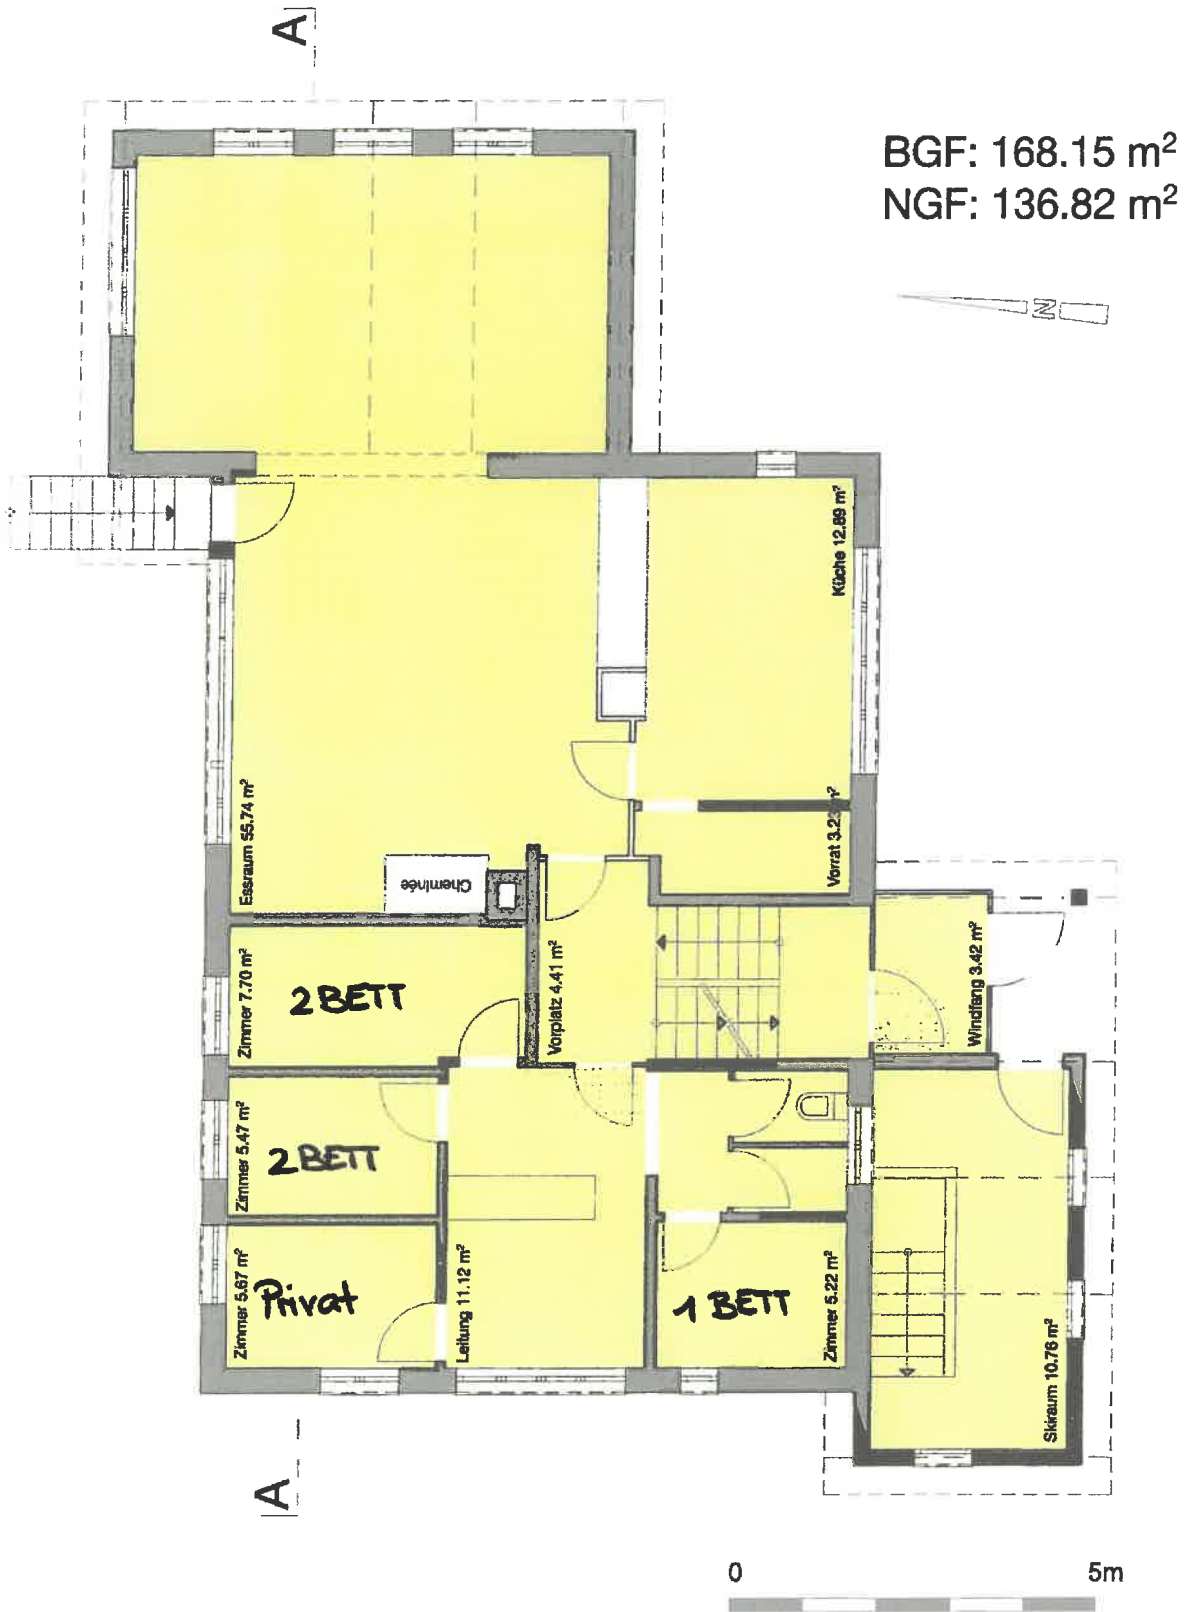 A
BGF: 168.15 m²
NGF: 136.82 m²
N
Küche 12.89 m²
Essraum 55.74 m²
Cheminée
Vorrat 3.23 m²
Zimmer 7.70 m²
2 BETT
Vorplatz 4.41 m²
Windfang 3.42 m²
Zimmer 5.47 m²
2 BETT
Zimmer 5.67 m²
Privat
Leitung 11.12 m²
1 BETT
Zimmer 5.22 m²
Skiraum 10.76 m²
A
0 5m